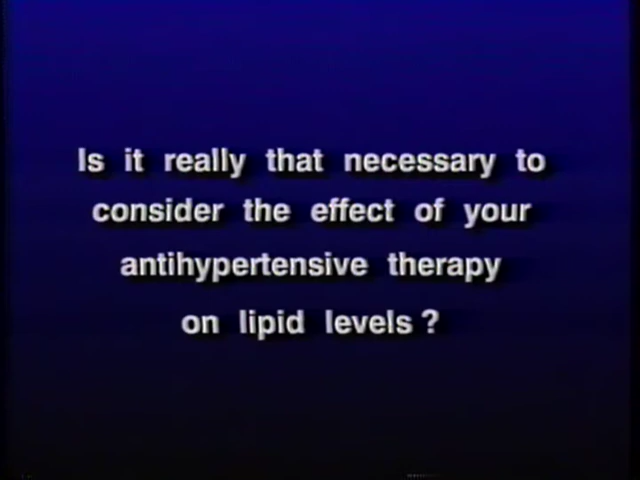 Is it really that necessary to
consider the effect of your
antihypertensive therapy
on lipid levels ?